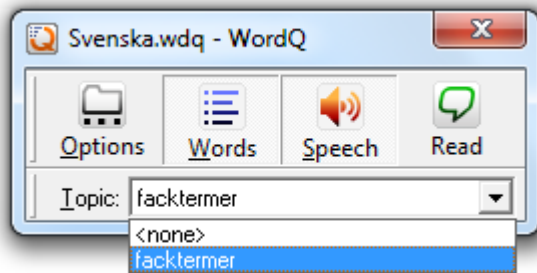 Svenska.wdq - WordQ
Options Words Speech Read
Topic: facktermer
<none>
facktermer